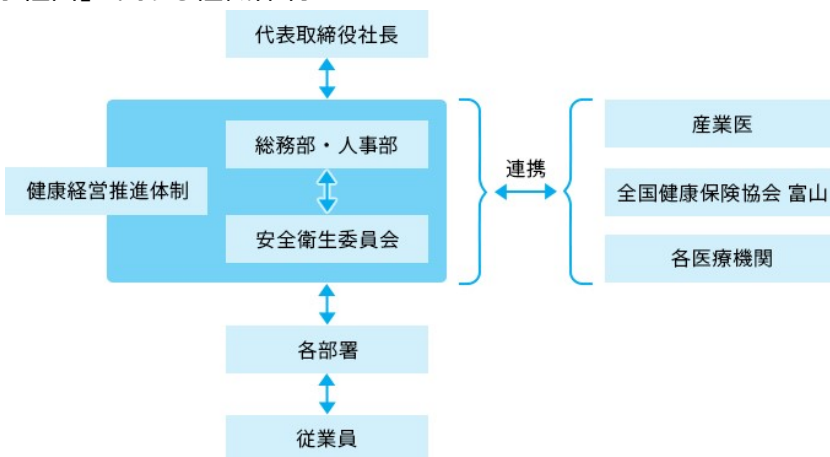 代表取締役社長
総務部・人事部
健康経営推進体制
安全衛生委員会
連携
産業医
全国健康保険協会 富山
各医療機関
各部署
従業員